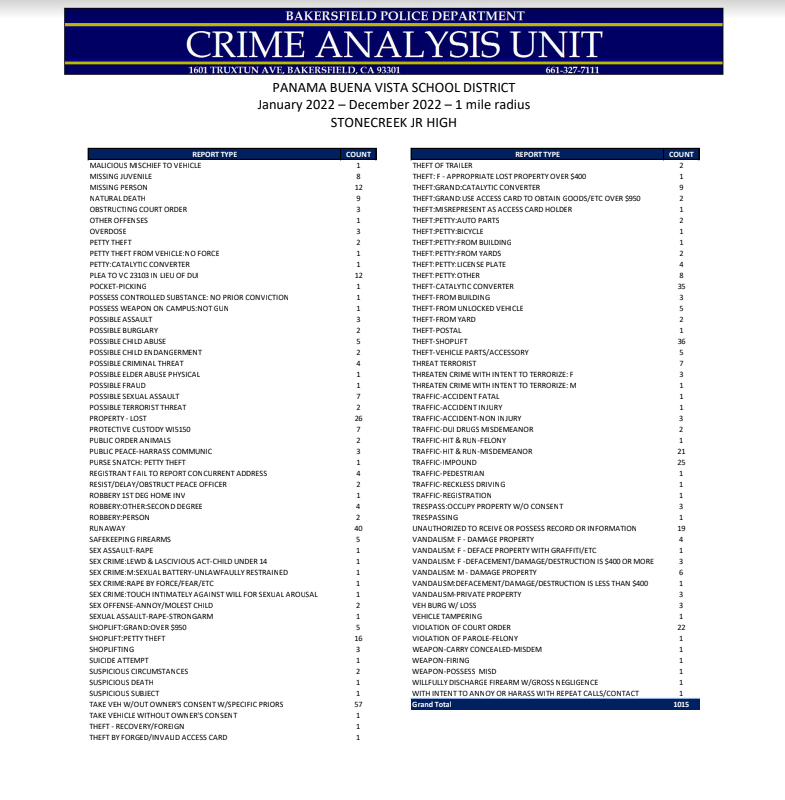 BAKERSFIELD POLICE DEPARTMENT
CRIME ANALYSIS UNIT
1601 TRUXTUN AVE, BAKERSFIELD, CA 93301 661-327-7111
PANAMA BUENA VISTA SCHOOL DISTRICT
January 2022 – December 2022 – 1 mile radius
STONECREEK JR HIGH
REPORT TYPE COUNT
MALICIOUS MISCHIEF TO VEHICLE 1
MISSING JUVENILE 8
MISSING PERSON 12
NATURAL DEATH 9
OBSTRUCTING COURT ORDER 3
OTHER OFFENSES 1
OVERDOSE 3
PETTY THEFT 2
PETTY THEFT FROM VEHICLE:NO FORCE 1
PETTY:CATALYTIC CONVERTER 1
PLEA TO VC 23103 IN LIEU OF DUI 12
POCKET-PICKING 1
POSSESS CONTROLLED SUBSTANCE: NO PRIOR CONVICTION 1
POSSESS WEAPON ON CAMPUS:NOT GUN 1
POSSIBLE ASSAULT 3
POSSIBLE BURGLARY 2
POSSIBLE CHILD ABUSE 5
POSSIBLE CHILD ENDANGERMENT 2
POSSIBLE CRIMINAL THREAT 4
POSSIBLE ELDER ABUSE PHYSICAL 1
POSSIBLE FRAUD 1
POSSIBLE SEXUAL ASSAULT 7
POSSIBLE TERRORIST THREAT 2
PROPERTY - LOST 26
PROTECTIVE CUSTODY WI5150 7
PUBLIC ORDER ANIMALS 2
PUBLIC PEACE-HARRASS COMMUNIC 3
PURSE SNATCH: PETTY THEFT 1
REGISTRANT FAIL TO REPORT CONCURRENT ADDRESS 4
RESIST/DELAY/OBSTRUCT PEACE OFFICER 2
ROBBERY 1ST DEG HOME INV 1
ROBBERY:OTHER:SECOND DEGREE 4
ROBBERY:PERSON 2
RUNAWAY 40
SAFEKEEPING FIREARMS 5
SEX ASSAULT-RAPE 1
SEX CRIME:LEWD & LASCIVIOUS ACT-CHILD UNDER 14 1
SEX CRIME:M:SEXUAL BATTERY-UNLAWFAULLY RESTRAINED 1
SEX CRIME:RAPE BY FORCE/FEAR/ETC 1
SEX CRIME:TOUCH INTIMATELY AGAINST WILL FOR SEXUAL AROUSAL 1
SEX OFFENSE-ANNOY/MOLEST CHILD 2
SEXUAL ASSAULT-RAPE-STRONGARM 1
SHOPLIFT:GRAND:OVER $950 5
SHOPLIFT:PETTY THEFT 16
SHOPLIFTING 3
SUICIDE ATTEMPT 1
SUSPICIOUS CIRCUMSTANCES 2
SUSPICIOUS DEATH 1
SUSPICIOUS SUBJECT 1
TAKE VEH W/OUT OWNER'S CONSENT W/SPECIFIC PRIORS 57
TAKE VEHICLE WITHOUT OWNER'S CONSENT 1
THEFT - RECOVERY/FOREIGN 1
THEFT BY FORGED/INVALID ACCESS CARD 1
REPORT TYPE COUNT
THEFT OF TRAILER 2
THEFT: F - APPROPRIATE LOST PROPERTY OVER $400 1
THEFT:GRAND:CATALYTIC CONVERTER 9
THEFT:GRAND:USE ACCESS CARD TO OBTAIN GOODS/ETC OVER $950 2
THEFT:MISREPRESENT AS ACCESS CARD HOLDER 1
THEFT:PETTY:AUTO PARTS 2
THEFT:PETTY:BICYCLE 1
THEFT:PETTY:FROM BUILDING 1
THEFT:PETTY:FROM YARDS 2
THEFT:PETTY:LICENSE PLATE 4
THEFT:PETTY:OTHER 8
THEFT-CATALYTIC CONVERTER 35
THEFT-FROM BUILDING 3
THEFT-FROM UNLOCKED VEHICLE 5
THEFT-FROM YARD 2
THEFT-POSTAL 1
THEFT-SHOPLIFT 36
THEFT-VEHICLE PARTS/ACCESSORY 5
THREAT TERRORIST 7
THREATEN CRIME WITH INTENT TO TERRORIZE: F 3
THREATEN CRIME WITH INTENT TO TERRORIZE: M 1
TRAFFIC-ACCIDENT FATAL 1
TRAFFIC-ACCIDENT INJURY 1
TRAFFIC-ACCIDENT-NON INJURY 3
TRAFFIC-DUI DRUGS MISDEMEANOR 2
TRAFFIC-HIT & RUN-FELONY 1
TRAFFIC-HIT & RUN-MISDEMEANOR 21
TRAFFIC-IMPOUND 25
TRAFFIC-PEDESTRIAN 1
TRAFFIC-RECKLESS DRIVING 1
TRAFFIC-REGISTRATION 1
TRESPASS:OCCUPY PROPERTY W/O CONSENT 3
TRESPASSING 1
UNAUTHORIZED TO RCEIVE OR POSSESS RECORD OR INFORMATION 19
VANDALISM: F - DAMAGE PROPERTY 4
VANDALISM: F - DEFACE PROPERTY WITH GRAFFITI/ETC 1
VANDALISM: F -DEFACEMENT/DAMAGE/DESTRUCTION IS $400 OR MORE 3
VANDALISM: M - DAMAGE PROPERTY 6
VANDALISM:DEFACEMENT/DAMAGE/DESTRUCTION IS LESS THAN $400 1
VANDALISM-PRIVATE PROPERTY 3
VEH BURG W/ LOSS 3
VEHICLE TAMPERING 1
VIOLATION OF COURT ORDER 22
VIOLATION OF PAROLE-FELONY 1
WEAPON-CARRY CONCEALED-MISDEM 1
WEAPON-FIRING 1
WEAPON-POSSESS MISD 1
WILLFULLY DISCHARGE FIREARM W/GROSS NEGLIGENCE 1
WITH INTENT TO ANNOY OR HARASS WITH REPEAT CALLS/CONTACT 1
Grand Total 1015